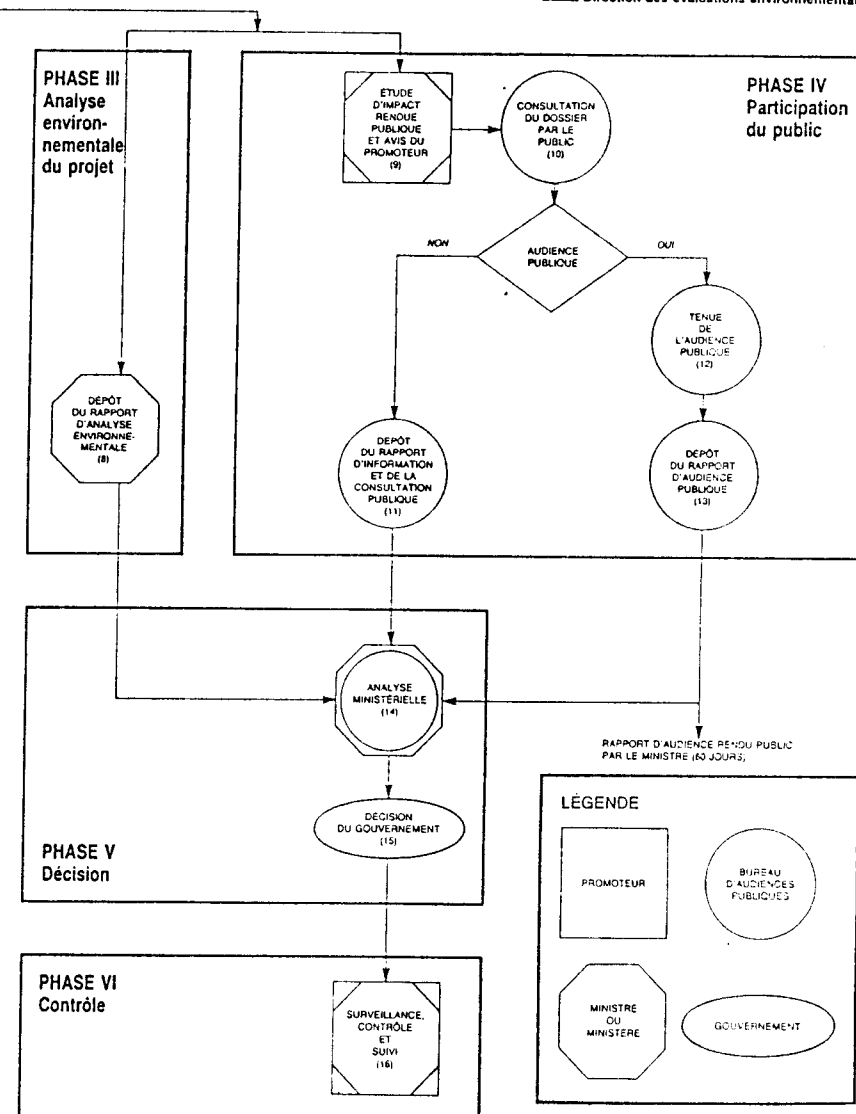 Direction des évaluations environnementa
PHASE III
Analyse
environ-
nementale
du projet
ÉTUDE
D'IMPACT
RENDUE
PUBLIQUE
ET AVIS DU
PROMOTEUR
(9)
CONSULTATION
DU DOSSIER
PAR LE
PUBLIC
(10)
PHASE IV
Participation
du public
NON
AUDIENCE
PUBLIQUE
OUI
TENUE
DE
L'AUDIENCE
PUBLIQUE
(12)
DÉPÔT
DU RAPPORT
D'ANALYSE
ENVIRONNE-
MENTALE
(8)
DÉPÔT
DU RAPPORT
D'INFORMATION
ET DE LA
CONSULTATION
PUBLIQUE
(11)
DÉPÔT
DU RAPPORT
D'AUDIENCE
PUBLIQUE
(13)
ANALYSE
MINISTÉRIELLE
(14)
RAPPORT D'AUDIENCE RENDU PUBLIC
PAR LE MINISTRE (60 JOURS)
DÉCISION
DU GOUVERNEMENT
(15)
PHASE V
Décision
LÉGENDE
PROMOTEUR
BUREAU
D'AUDIENCES
PUBLIQUES
MINISTRE
OU
MINISTÈRE
GOUVERNEMENT
PHASE VI
Contrôle
SURVEILLANCE,
CONTRÔLE
ET
SUIVI
(16)